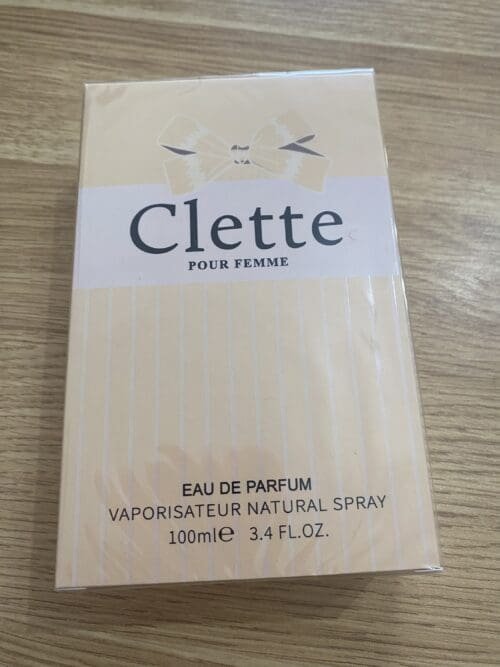 Clette
POUR FEMME
EAU DE PARFUM
VAPORISATEUR NATURAL SPRAY
100ml℮ 3.4 FL.OZ.